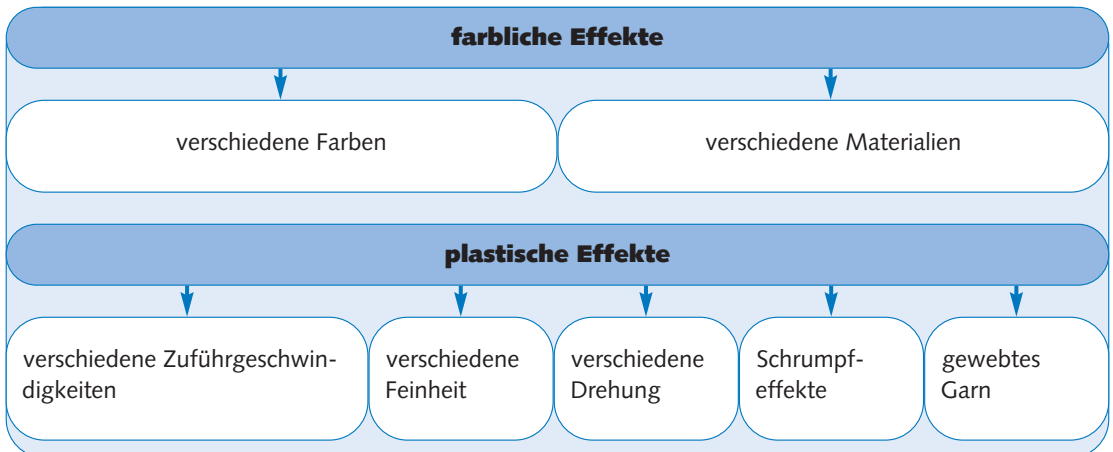 farbliche Effekte
verschiedene Farben
verschiedene Materialien
plastische Effekte
verschiedene Zuführgeschwin-
digkeiten
verschiedene
Feinheit
verschiedene
Drehung
Schrumpf-
effekte
gewebtes
Garn